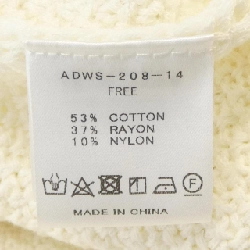 ADWS-208-14
FREE
53% COTTON
37% RAYON
10% NYLON
F
MADE IN CHINA